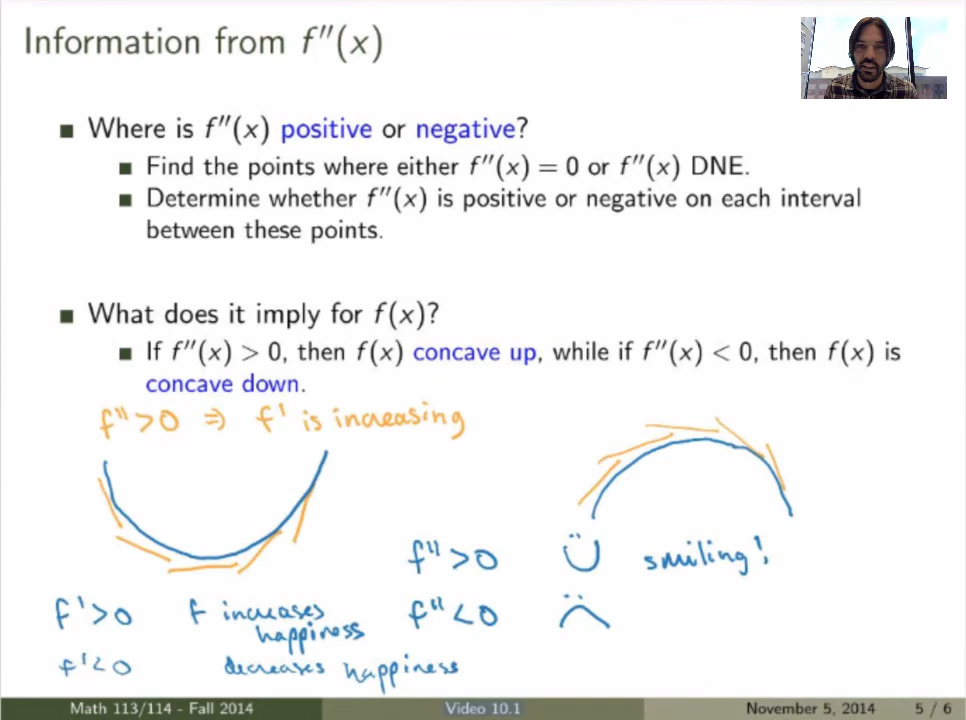 Information from f″(x)
■ Where is f″(x) positive or negative?
■ Find the points where either f″(x) = 0 or f″(x) DNE.
■ Determine whether f″(x) is positive or negative on each interval
between these points.
■ What does it imply for f(x)?
■ If f″(x) > 0, then f(x) concave up, while if f″(x) < 0, then f(x) is
concave down.
f″>0 ⇒ f' is increasing
f″>0 smiling!
f″<0
f'>0 f increases
happiness
f'<0 decreases happiness
Math 113/114 - Fall 2014 Video 10.1 November 5, 2014 5 / 6